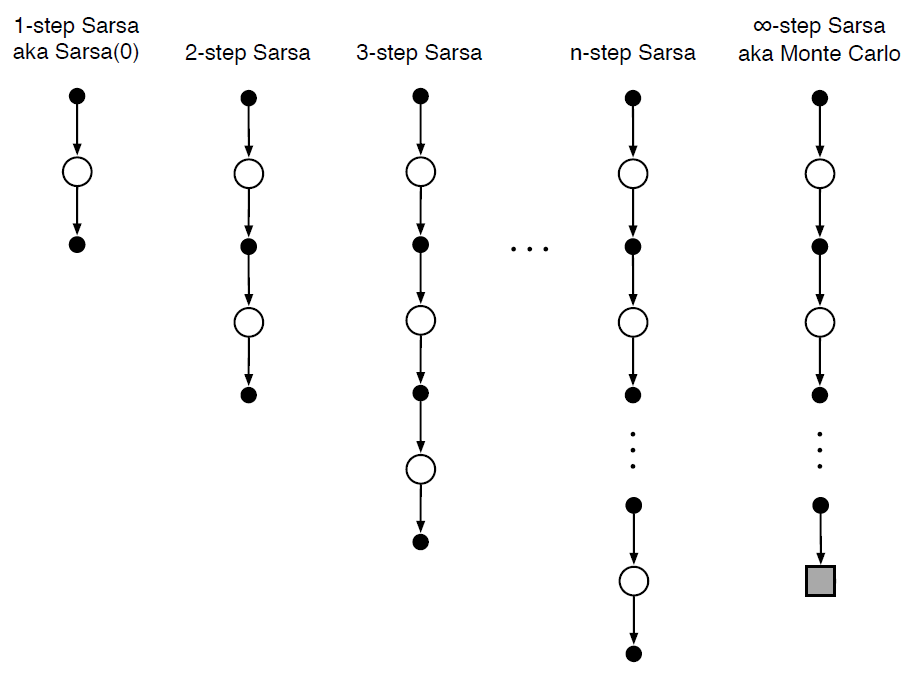 1-step Sarsa
aka Sarsa(0)
2-step Sarsa
3-step Sarsa
n-step Sarsa
∞-step Sarsa
aka Monte Carlo